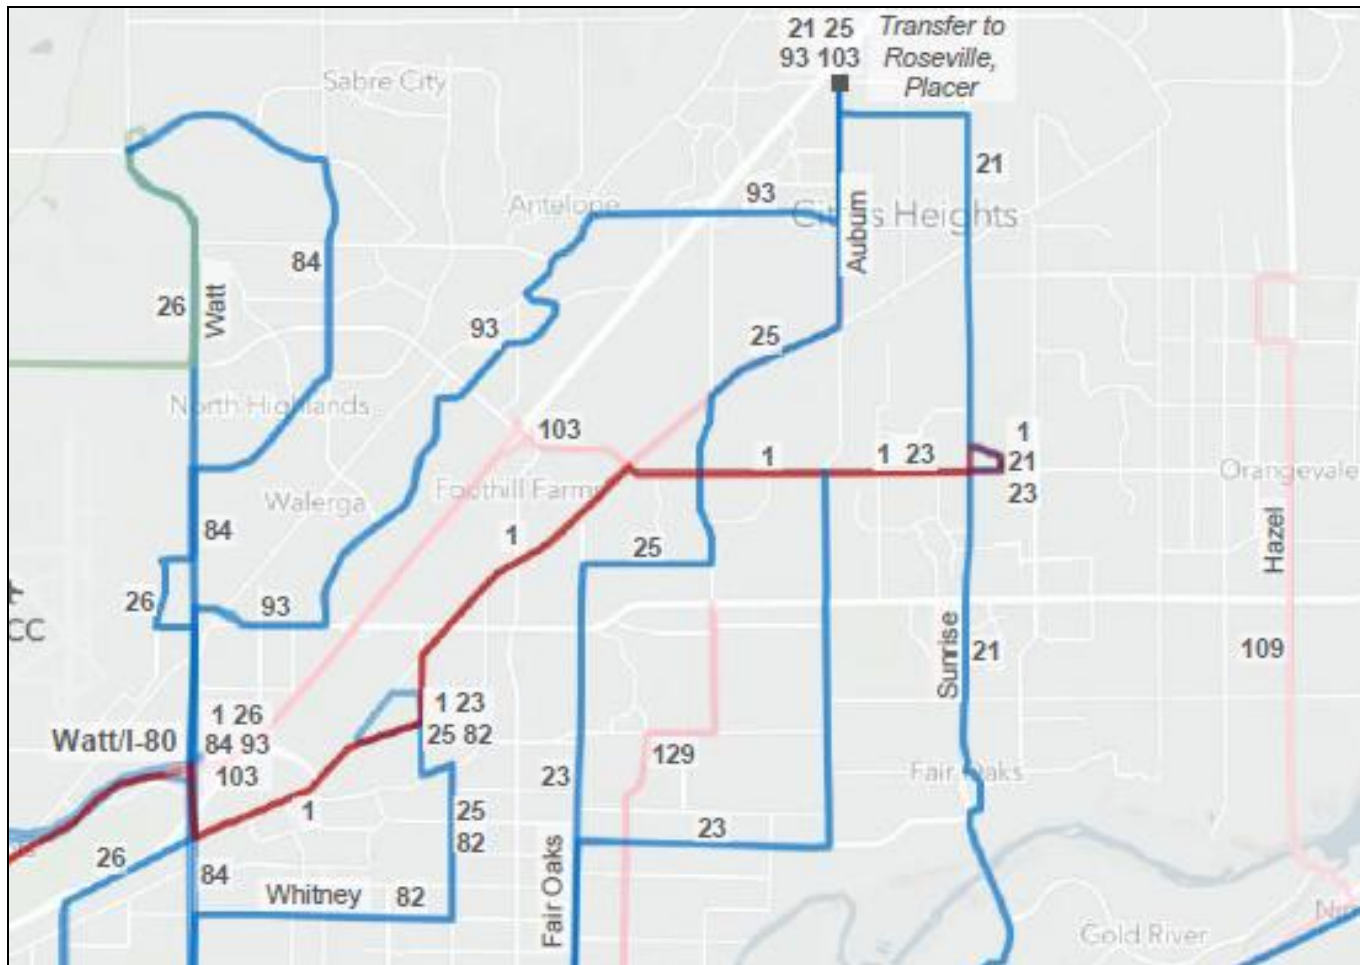 21 25
93 103
Transfer to
Roseville,
Placer
Sabre City
21
93
Antelope
Citrus Heights
Auburn
84
26
Watt
93
25
North Highlands
103
1
1 23
1
21
23
Orangevale
Walerga
Foothill Farms
84
1
25
Hazel
26
93
CC
Sunrise
21
109
1 26
84 93
103
Watt/I-80
1 23
25 82
129
23
Fair Oaks
1
25
82
23
26
84
Whitney
82
Fair Oaks
Gold River